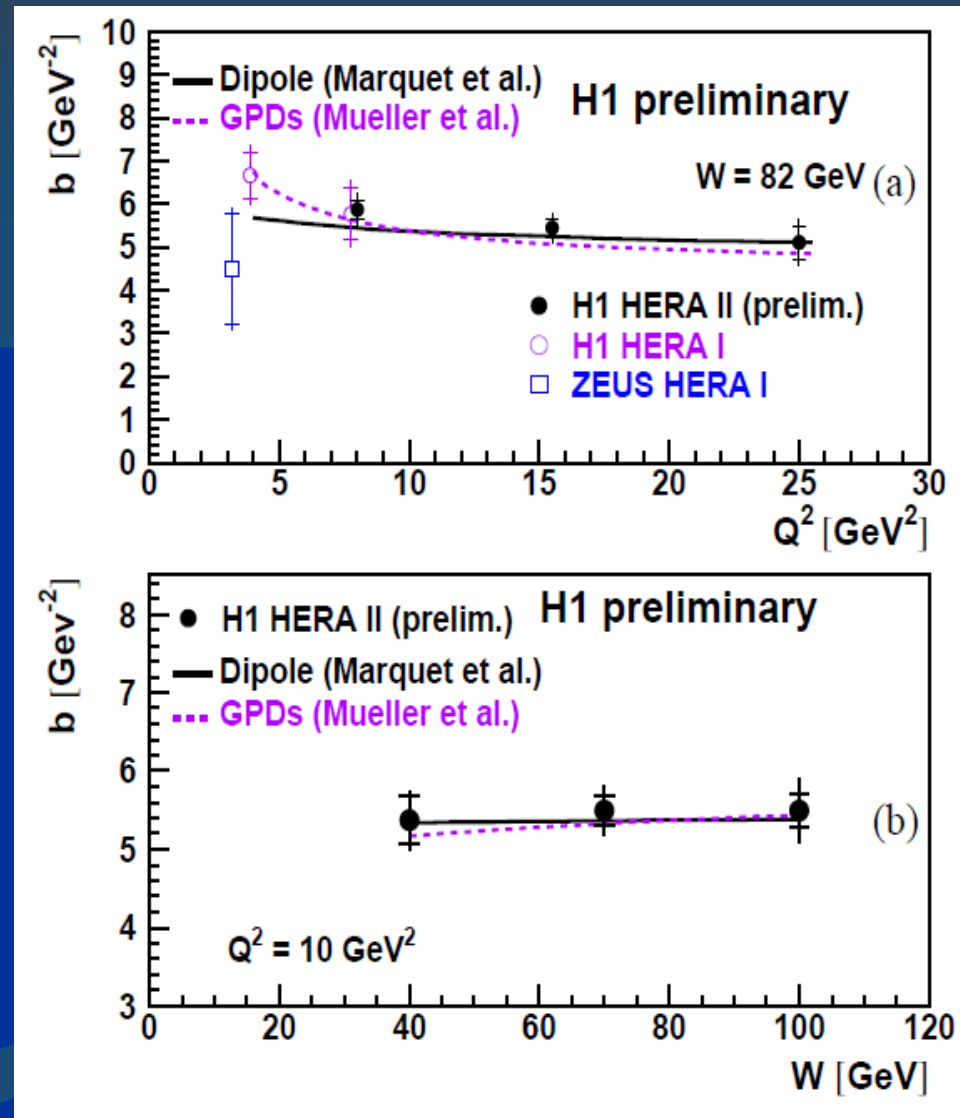 10
9
8
7
6
5
4
3
2
1
0
b [GeV⁻²]
Dipole (Marquet et al.)
GPDs (Mueller et al.)
H1 preliminary
W = 82 GeV (a)
H1 HERA II (prelim.)
H1 HERA I
ZEUS HERA I
0 5 10 15 20 25 30
Q² [GeV²]
8
7
6
5
4
3
b [Gev⁻²]
H1 HERA II (prelim.) H1 preliminary
Dipole (Marquet et al.)
GPDs (Mueller et al.)
(b)
Q² = 10 GeV²
0 20 40 60 80 100 120
W [GeV]